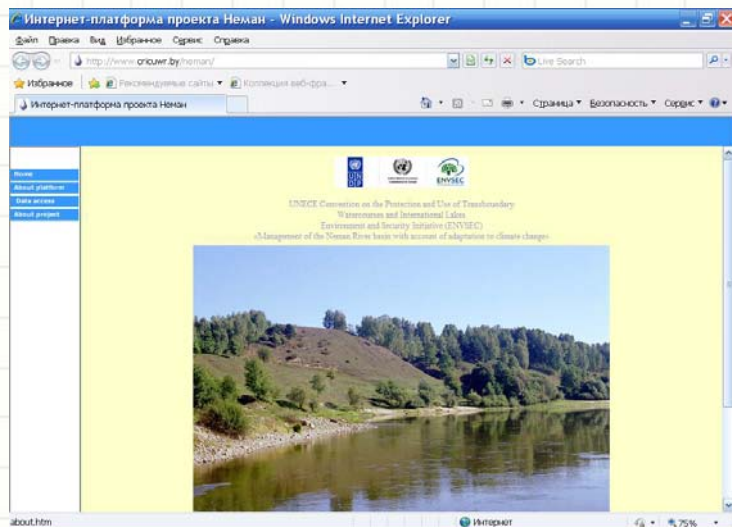 Интернет-платформа проекта Неман - Windows Internet Explorer
Файл Правка Вид Избранное Сервис Справка
http://www.cricuwr.by/neman/
Live Search
Избранное Рекомендуемые сайты Коллекция веб-фра...
Интернет-платформа проекта Неман
Страница Безопасность Сервис
Home
About platform
Data access
About project
UN
DP
ENVSEC
UNECE Convention on the Protection and Use of Transboundary
Watercourses and International Lakes
Environment and Security Initiative (ENVSEC)
«Management of the Neman River basin with account of adaptation to climate change»
about.htm
Интернет
75%